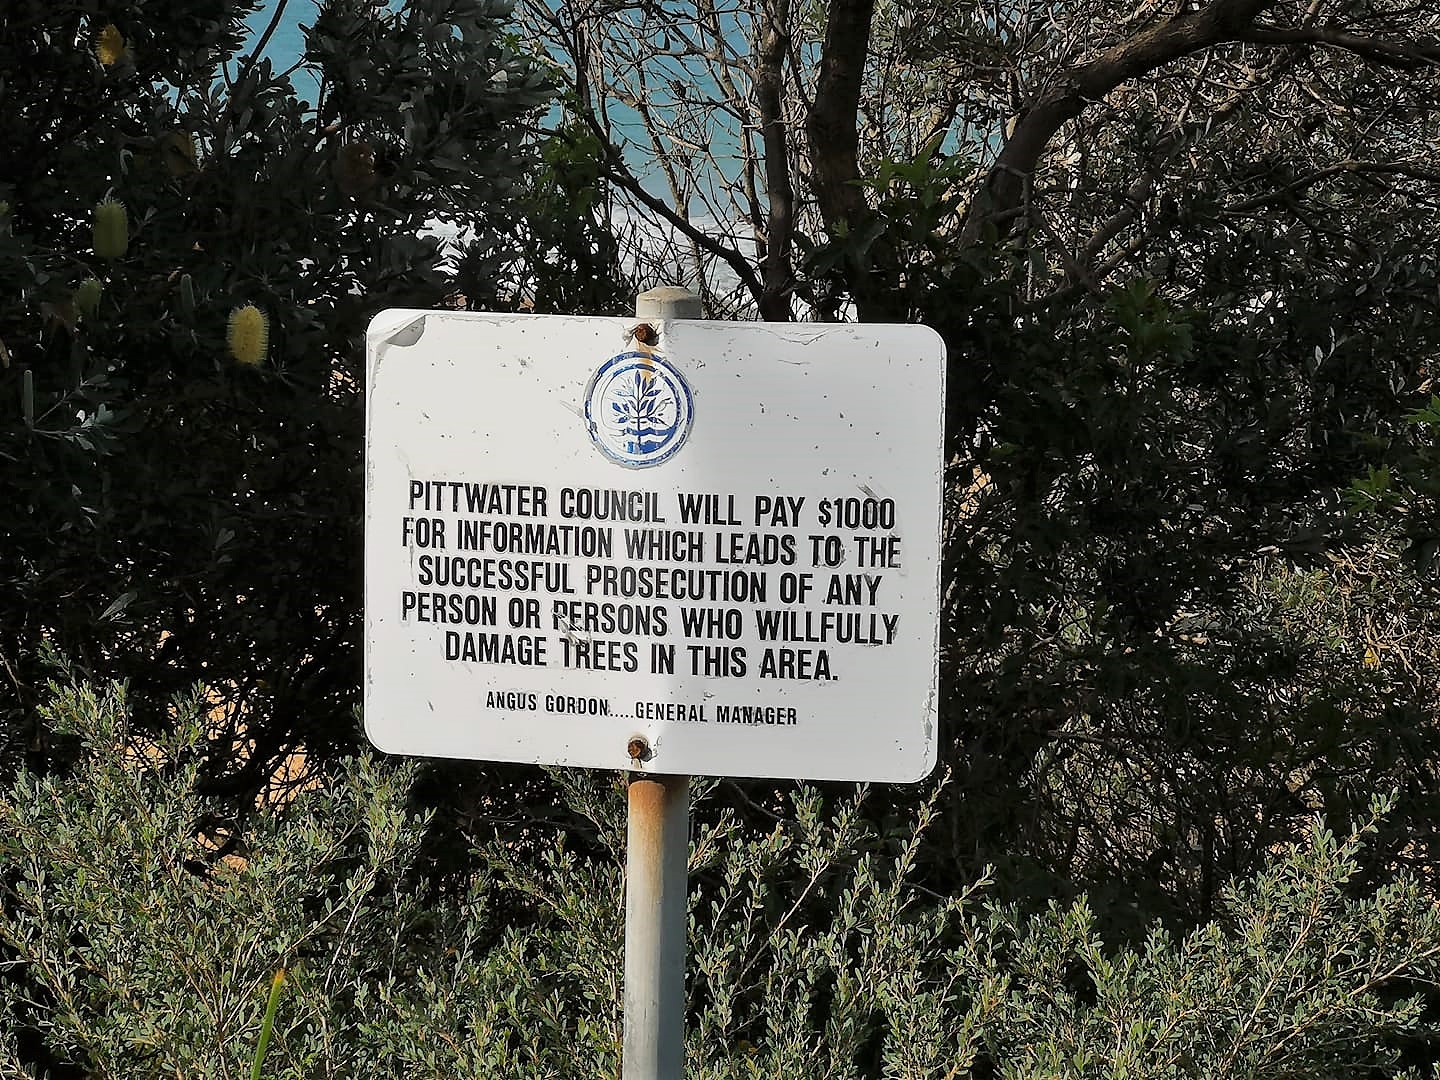 PITTWATER COUNCIL WILL PAY $1000
FOR INFORMATION WHICH LEADS TO THE
SUCCESSFUL PROSECUTION OF ANY
PERSON OR PERSONS WHO WILLFULLY
DAMAGE TREES IN THIS AREA.
ANGUS GORDON.....GENERAL MANAGER